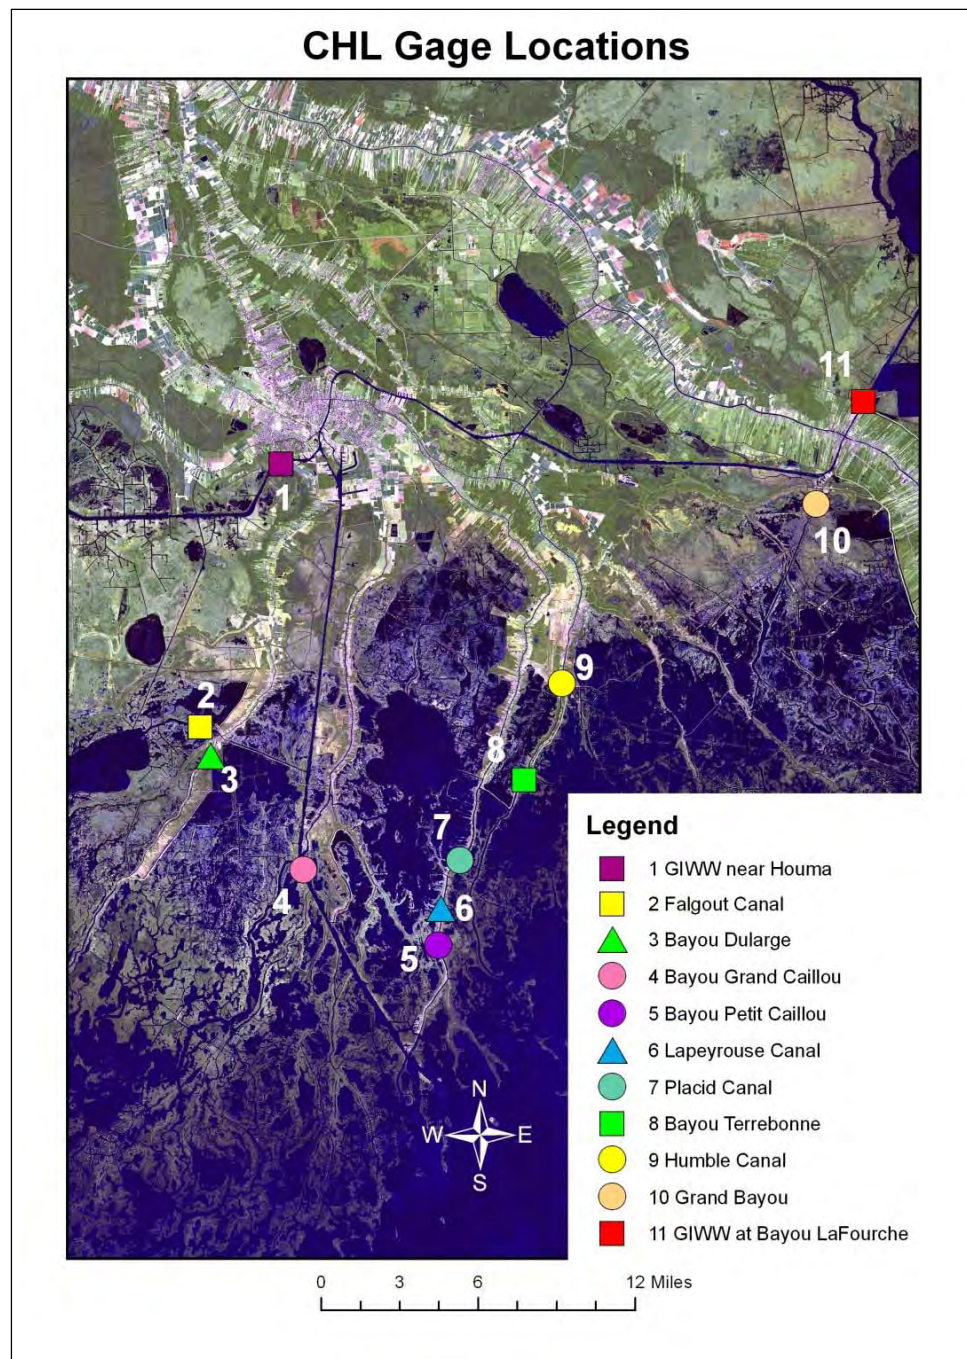 CHL Gage Locations
11
1
10
9
2
8
3
7
4
6
5
N
W E
S
Legend
1 GIWW near Houma
2 Falgout Canal
3 Bayou Dularge
4 Bayou Grand Caillou
5 Bayou Petit Caillou
6 Lapeyrouse Canal
7 Placid Canal
8 Bayou Terrebonne
9 Humble Canal
10 Grand Bayou
11 GIWW at Bayou LaFourche
0 3 6 12 Miles